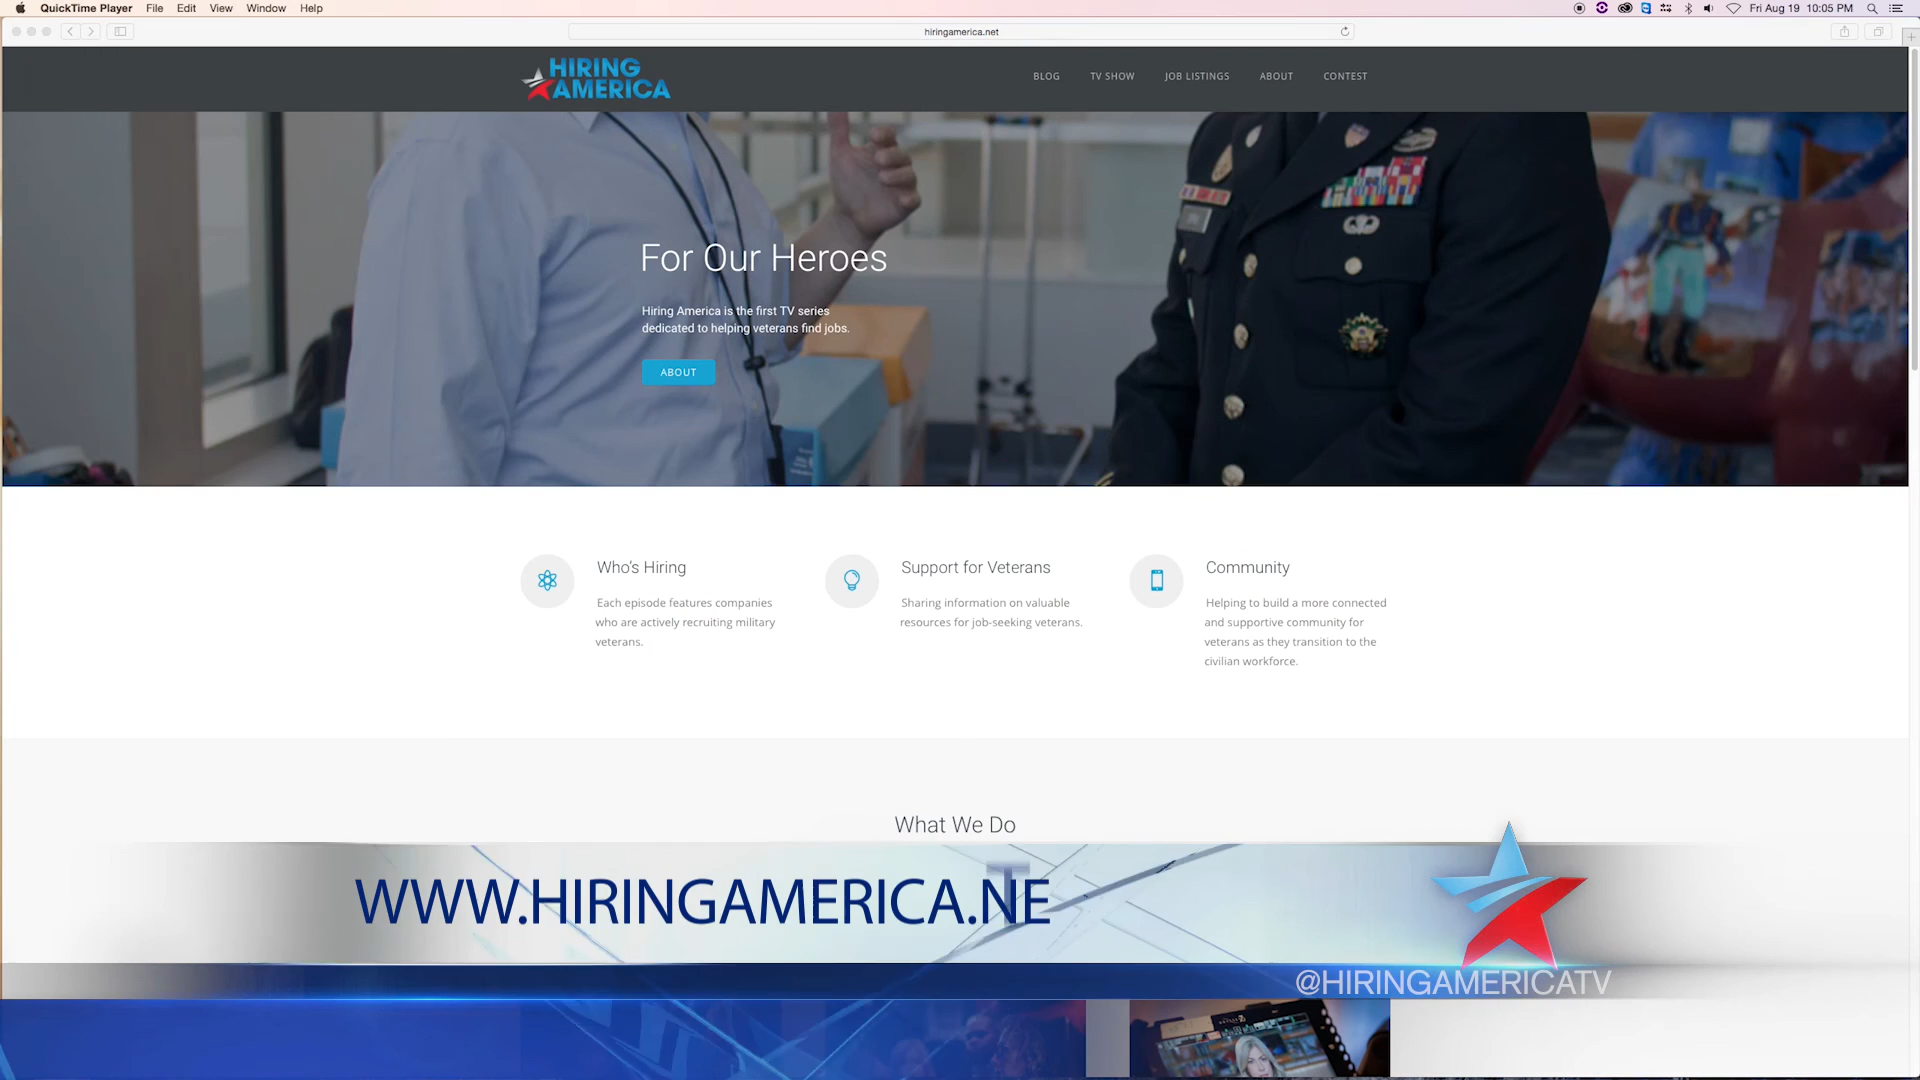 QuickTime Player File Edit View Window Help Fri Aug 19 10:05 PM
hiringamerica.net
HIRING
AMERICA
BLOG TV SHOW JOB LISTINGS ABOUT CONTEST
For Our Heroes
Hiring America is the first TV series
dedicated to helping veterans find jobs.
ABOUT
Who's Hiring
Each episode features companies
who are actively recruiting military
veterans.
Support for Veterans
Sharing information on valuable
resources for job-seeking veterans.
Community
Helping to build a more connected
and supportive community for
veterans as they transition to the
civilian workforce.
What We Do
WWW.HIRINGAMERICA.NE
@HIRINGAMERICATV